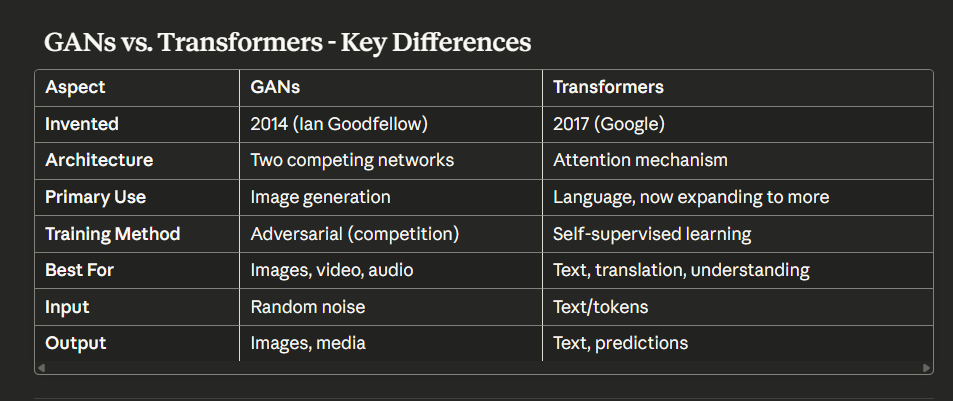 GANs vs. Transformers - Key Differences
Aspect GANs Transformers
Invented 2014 (Ian Goodfellow) 2017 (Google)
Architecture Two competing networks Attention mechanism
Primary Use Image generation Language, now expanding to more
Training Method Adversarial (competition) Self-supervised learning
Best For Images, video, audio Text, translation, understanding
Input Random noise Text/tokens
Output Images, media Text, predictions